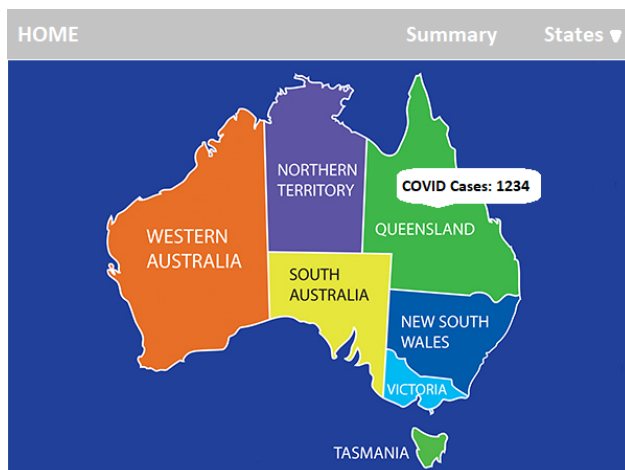 HOME
Summary
States
NORTHERN
TERRITORY
COVID Cases: 1234
QUEENSLAND
WESTERN
AUSTRALIA
SOUTH
AUSTRALIA
NEW SOUTH
WALES
VICTORIA
TASMANIA